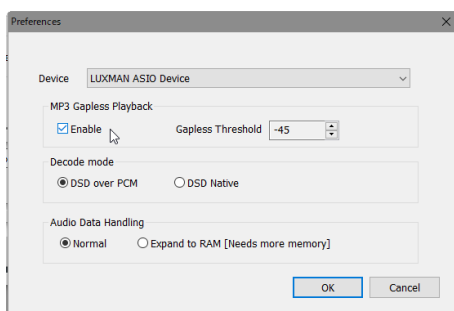 Preferences
Device LUXMAN ASIO Device
MP3 Gapless Playback
Enable Gapless Threshold -45
Decode mode
DSD over PCM DSD Native
Audio Data Handling
Normal Expand to RAM [Needs more memory]
OK Cancel